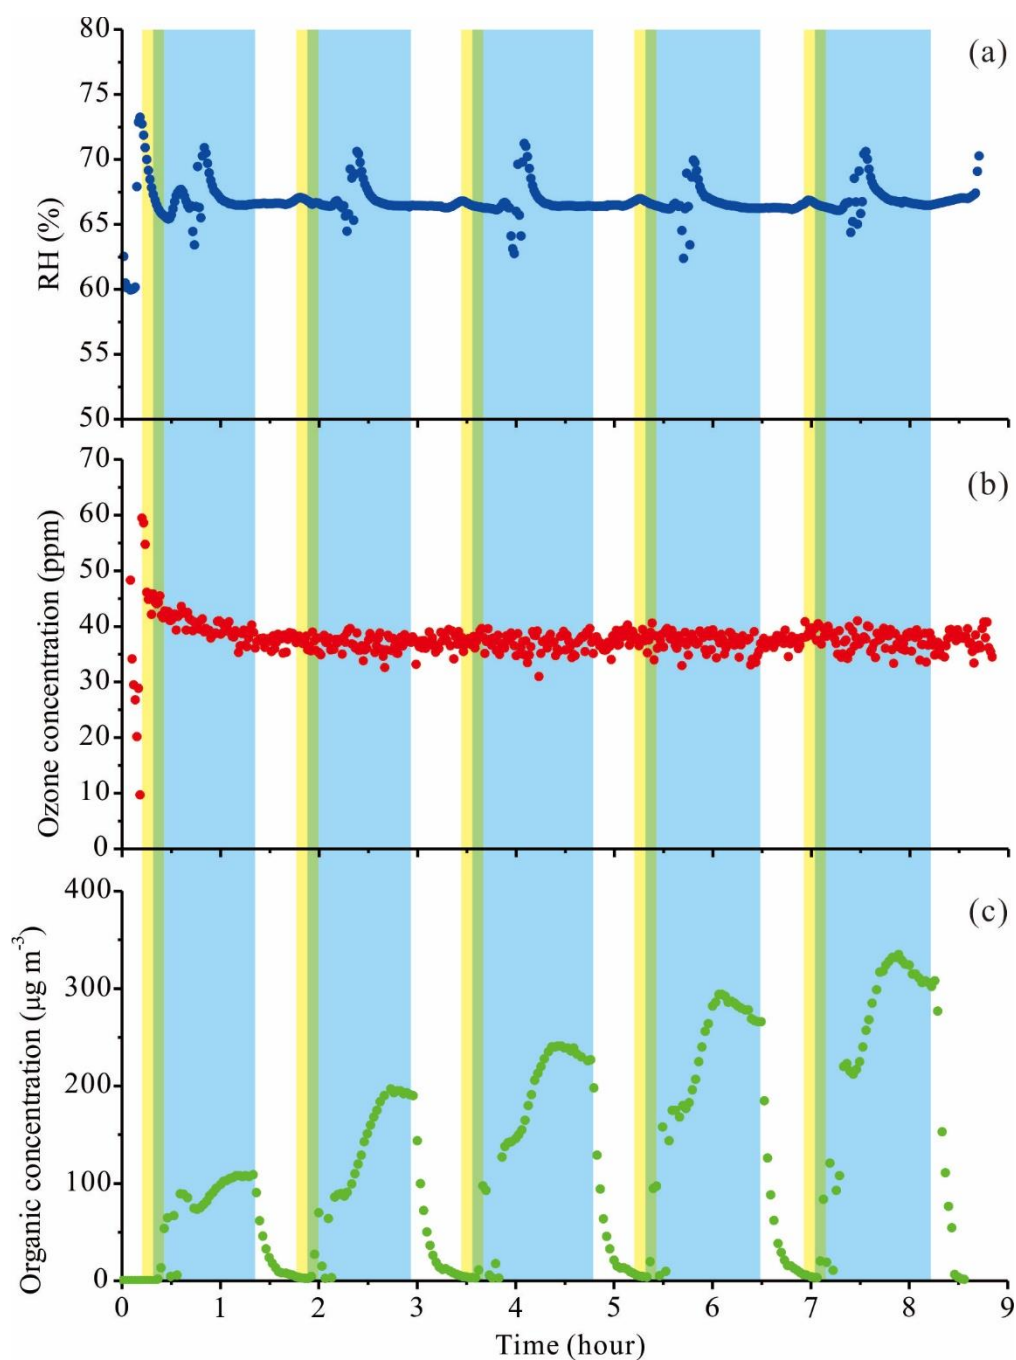 (a)
RH (%)
80
75
70
65
60
55
50
(b)
Ozone concentration (ppm)
70
60
50
40
30
20
10
0
(c)
Organic concentration (μg m-3)
400
300
200
100
0
0 1 2 3 4 5 6 7 8 9
Time (hour)